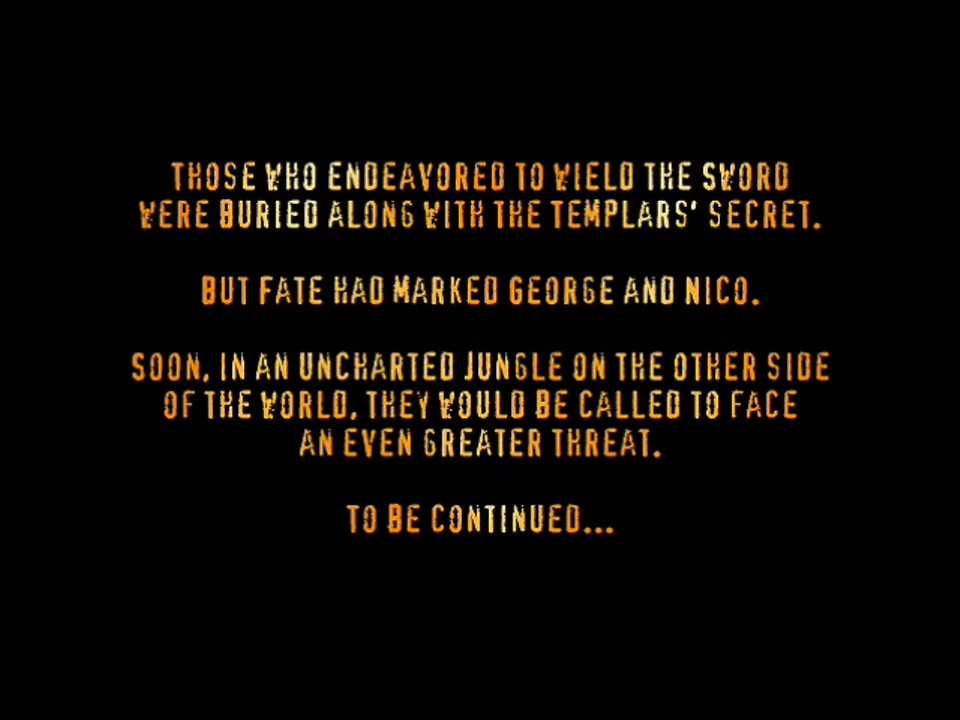 THOSE WHO ENDEAVORED TO WIELD THE SWORD
WERE BURIED ALONG WITH THE TEMPLARS' SECRET.
BUT FATE HAD MARKED GEORGE AND NICO.
SOON, IN AN UNCHARTED JUNGLE ON THE OTHER SIDE
OF THE WORLD, THEY WOULD BE CALLED TO FACE
AN EVEN GREATER THREAT.
TO BE CONTINUED...